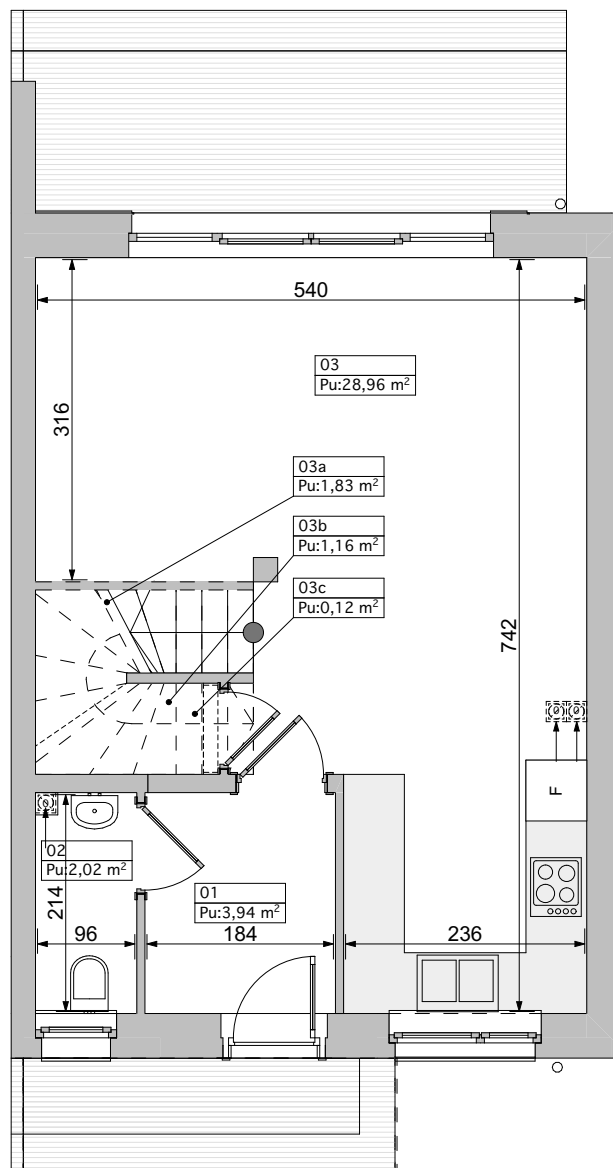 540
03
Pu:28,96 m²
316
03a
Pu:1,83 m²
03b
Pu:1,16 m²
03c
Pu:0,12 m²
742
F
02
Pu:2,02 m²
214
01
Pu:3,94 m²
96
184
236